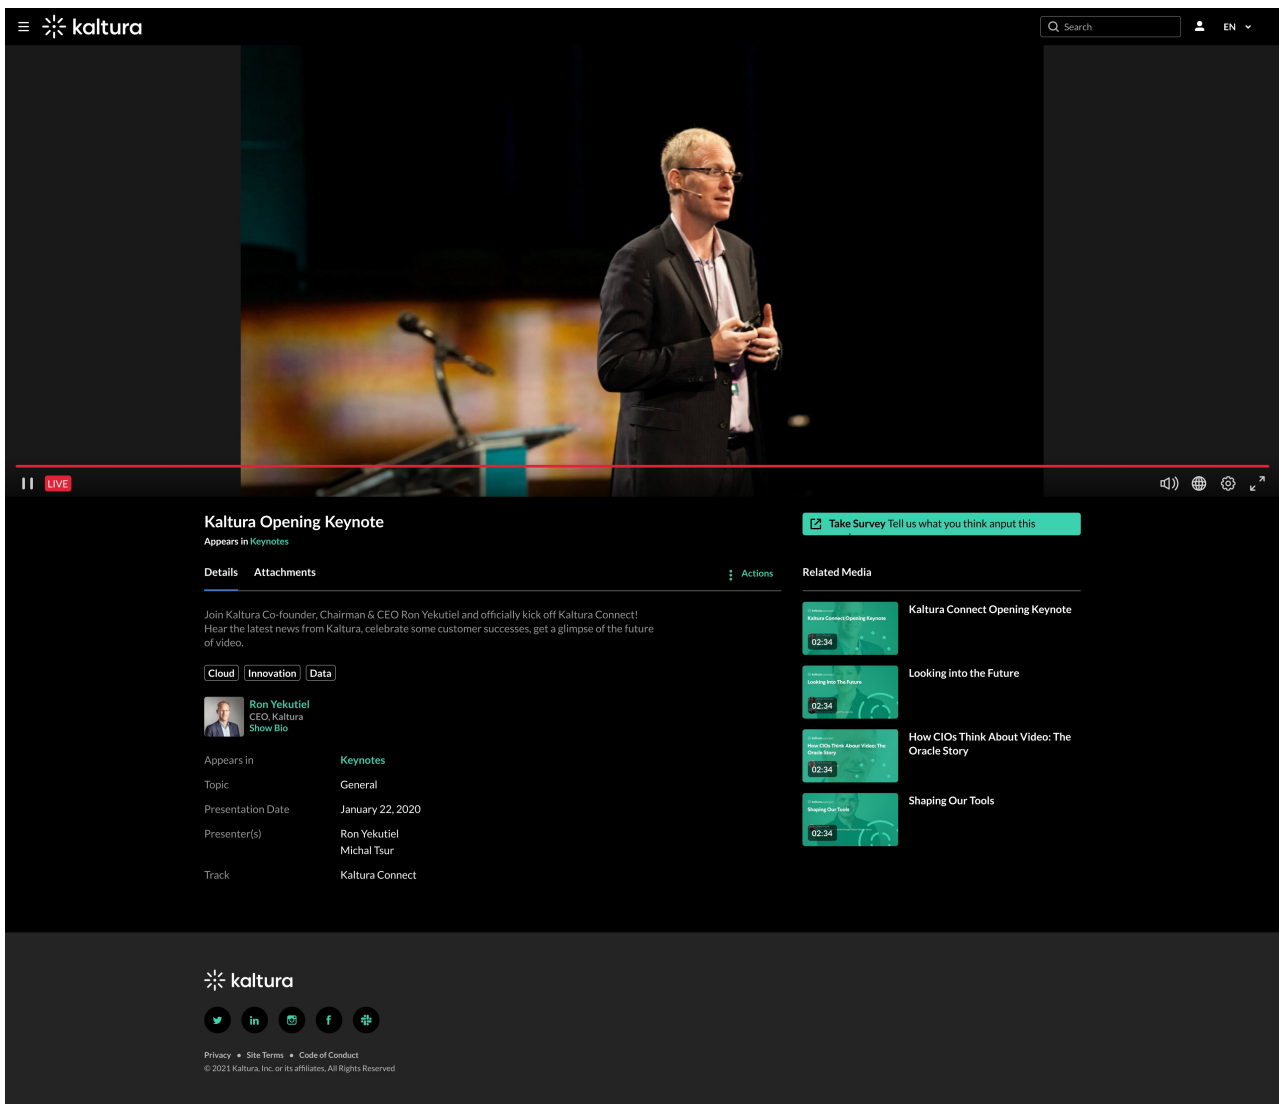 kaltura
Search
EN
LIVE
Kaltura Opening Keynote
Appears in Keynotes
Take Survey Tell us what you think anput this
Details Attachments
Actions
Related Media
Join Kaltura Co-founder, Chairman & CEO Ron Yekutiel and officially kick off Kaltura Connect!
Hear the latest news from Kaltura, celebrate some customer successes, get a glimpse of the future
of video.
Cloud Innovation Data
Ron Yekutiel
CEO, Kaltura
Show Bio
Appears in Keynotes
Topic General
Presentation Date January 22, 2020
Presenter(s) Ron Yekutiel
Michal Tsur
Track Kaltura Connect
Kaltura Connect Opening Keynote
02:34
Kaltura Connect Opening Keynote
Looking Into The Future
02:34
Looking into the Future
How CIOs Think About Video: The
Oracle Story
02:34
How CIOs Think About Video: The
Oracle Story
Shaping Our Tools
02:34
Shaping Our Tools
kaltura
in
f
Privacy • Site Terms • Code of Conduct
© 2021 Kaltura, Inc. or its affiliates, All Rights Reserved